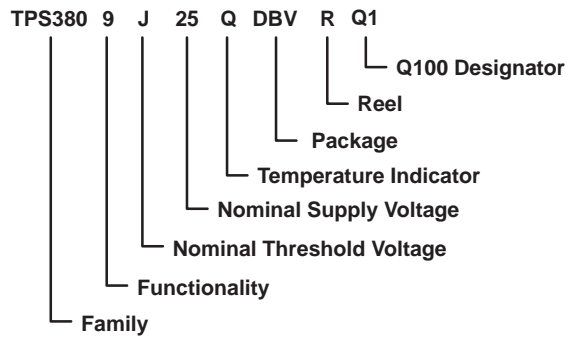 TPS380 9 J 25 Q DBV R Q1
Q100 Designator
Reel
Package
Temperature Indicator
Nominal Supply Voltage
Nominal Threshold Voltage
Functionality
Family